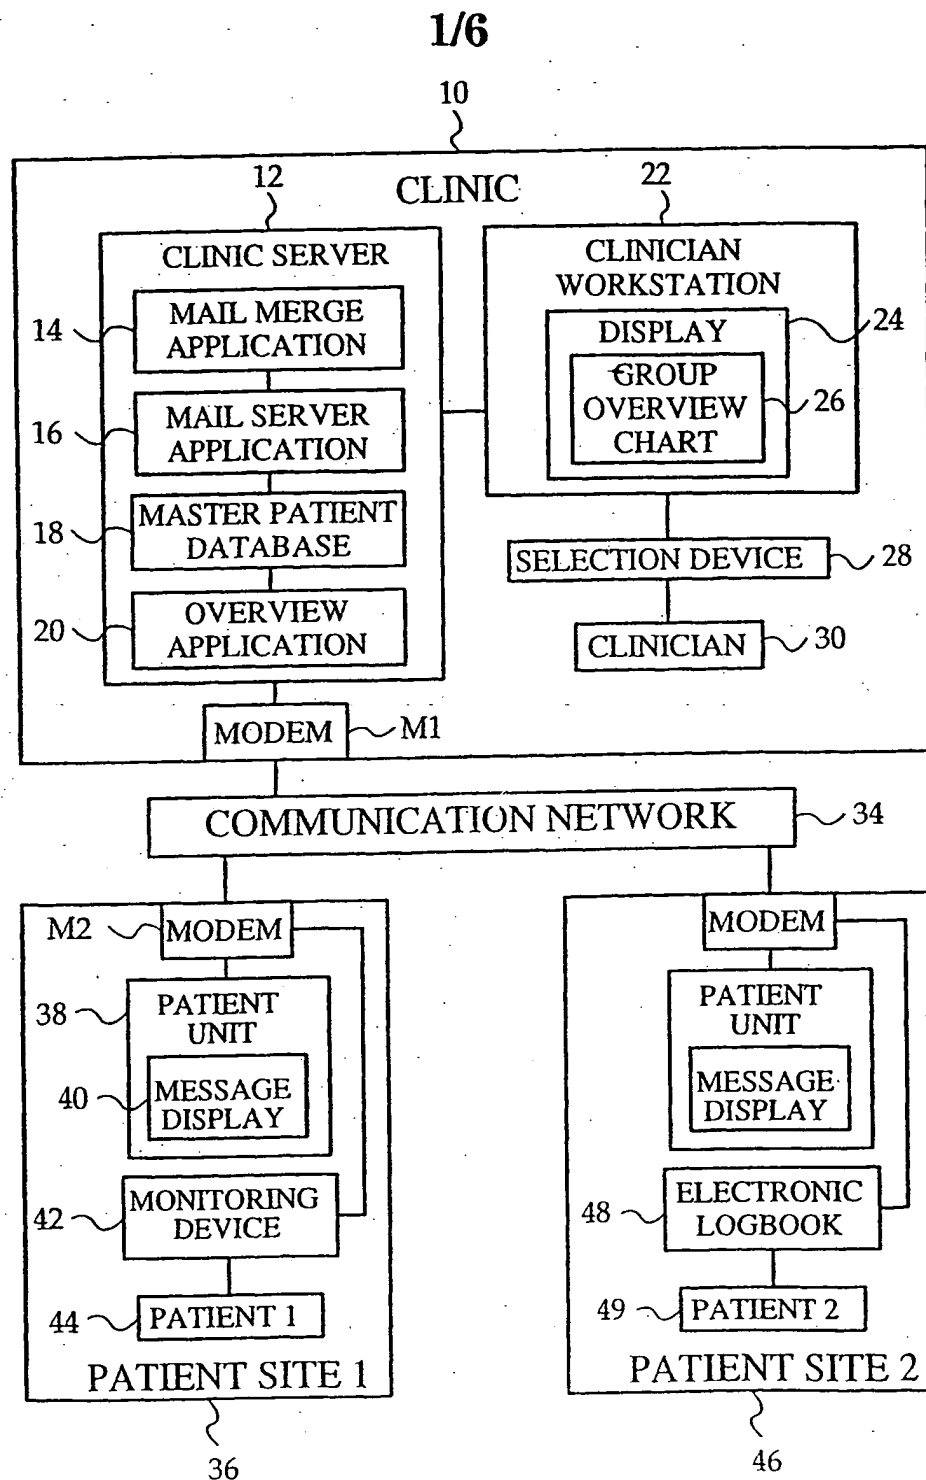 1/6
10
12
CLINIC
22
CLINIC SERVER
CLINICIAN
WORKSTATION
14
MAIL MERGE
APPLICATION
DISPLAY
24
GROUP
OVERVIEW
CHART
26
16
MAIL SERVER
APPLICATION
18
MASTER PATIENT
DATABASE
SELECTION DEVICE
28
20
OVERVIEW
APPLICATION
CLINICIAN
30
MODEM
M1
COMMUNICATION NETWORK
34
M2
MODEM
38
PATIENT
UNIT
40
MESSAGE
DISPLAY
42
MONITORING
DEVICE
44
PATIENT 1
PATIENT SITE 1
36
MODEM
PATIENT
UNIT
MESSAGE
DISPLAY
48
ELECTRONIC
LOGBOOK
49
PATIENT 2
PATIENT SITE 2
46